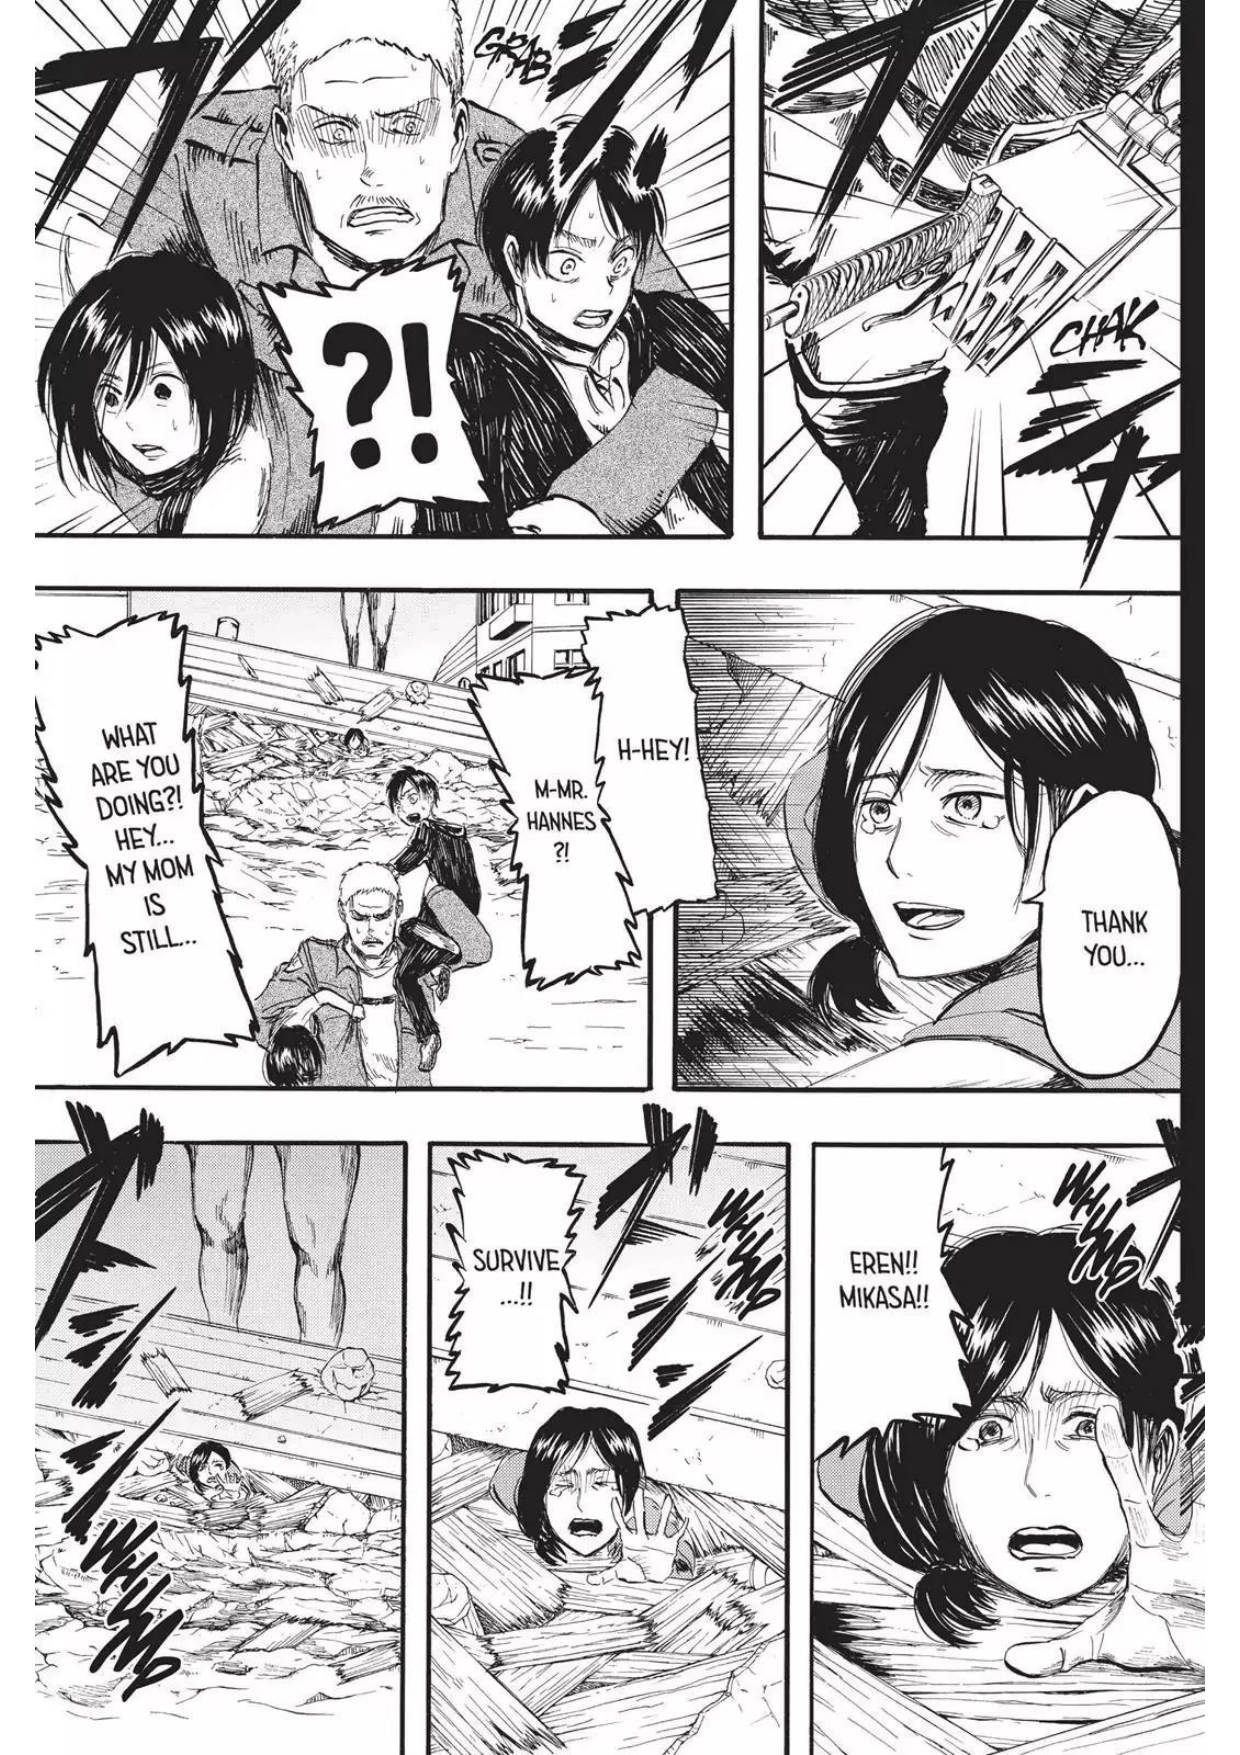 CHAK
GRAB
?!
THANK
YOU...
H-HEY!
M-MR.
HANNES
?!
WHAT
ARE YOU
DOING?!
HEY...
MY MOM
IS
STILL...
EREN!!
MIKASA!!
WHUMP
SURVIVE
...!!
WHUMP
WHUMP